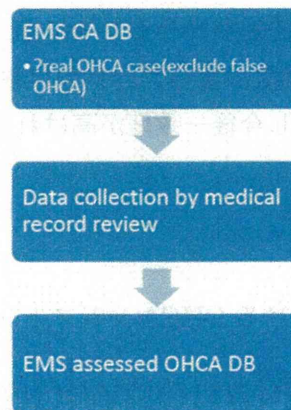 EMS CA DB
• ?real OHCA case(exclude false
OHCA)
Data collection by medical
record review
EMS assessed OHCA DB